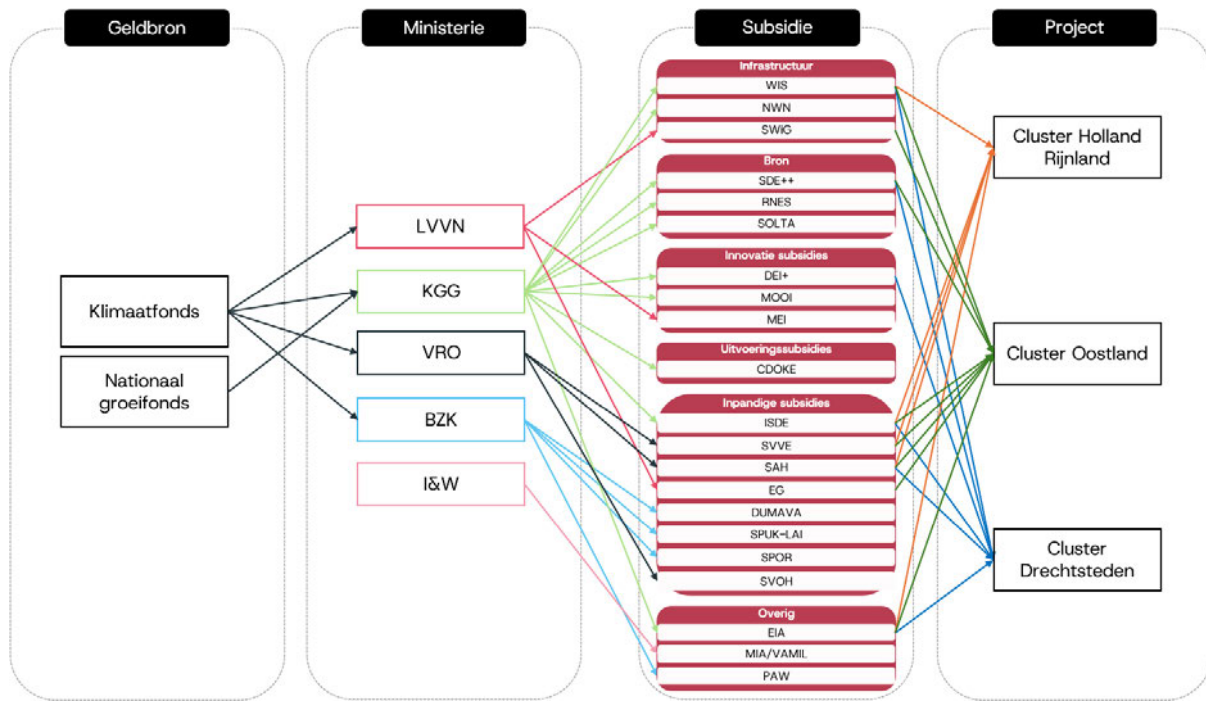 Geldbron
Ministerie
Subsidie
Project
Klimaatfonds
Nationaal
groeifonds
LVVN
KGG
VRO
BZK
I&W
Infrastructuur
WIS
NWN
SWiG
Bron
SDE++
RNES
SOLTA
Innovatie subsidies
DEI+
MOOI
MEI
Uitvoeringssubsidies
CDOKE
Inpandige subsidies
ISDE
SVVE
SAH
EG
DUMAVA
SPUK-LAI
SPOR
SVOH
Overig
EIA
MIA/VAMIL
PAW
Cluster Holland
Rijnland
Cluster Oostland
Cluster
Drechtsteden